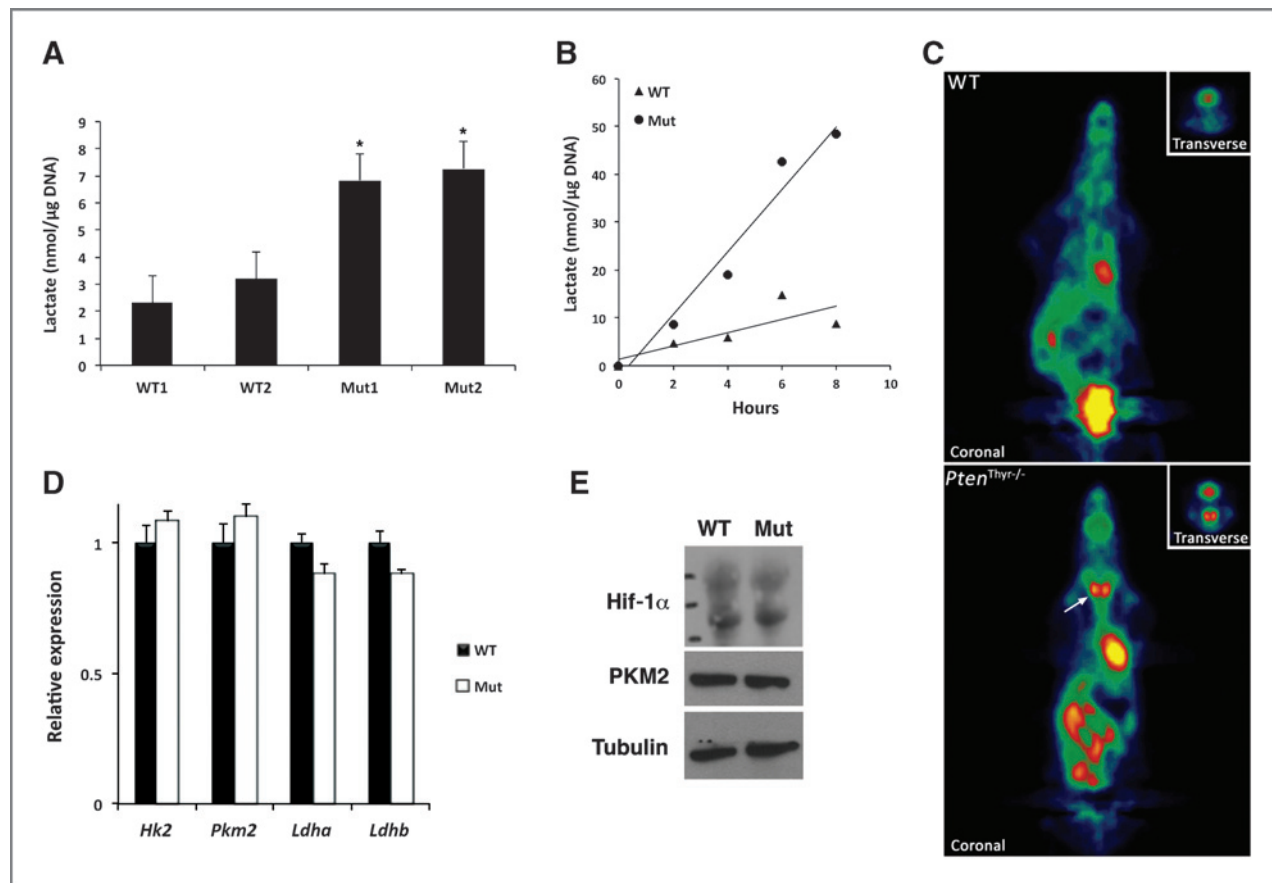 A
Lactate (nmol/µg DNA)
9
8
7
6
5
4
3
2
1
0
*
*
WT1 WT2 Mut1 Mut2
B
Lactate (nmol/µg DNA)
60
50
40
30
20
10
0
WT
Mut
0 2 4 6 8 10
Hours
C
WT
Transverse
Coronal
Pten^Thyr-/-
Transverse
Coronal
D
Relative expression
1
0.5
0
WT
Mut
Hk2 Pkm2 Ldha Ldhb
E
WT Mut
Hif-1α
PKM2
Tubulin